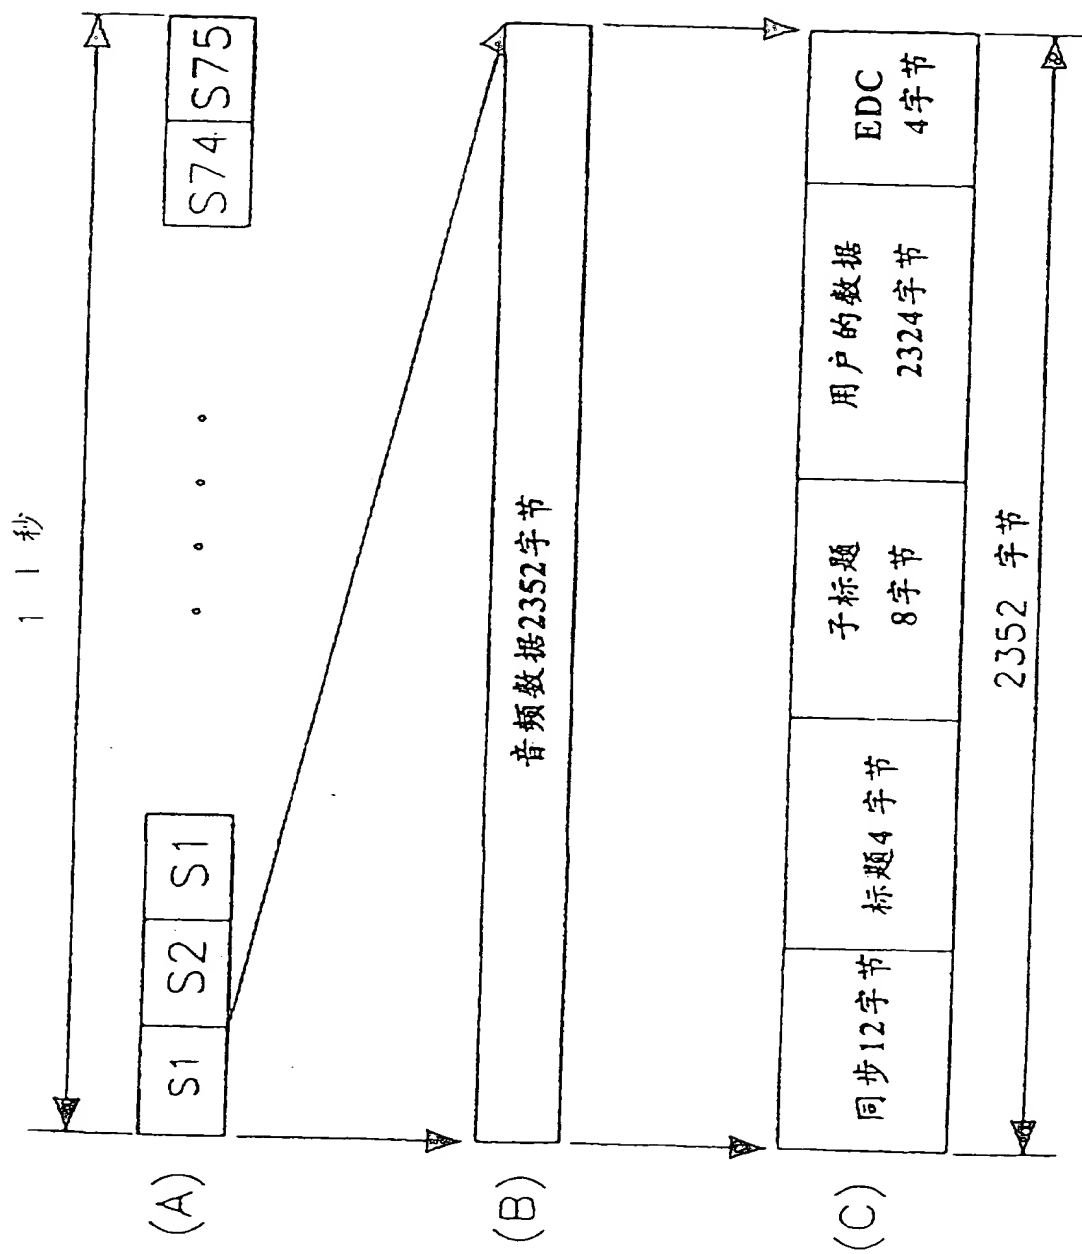 1 1 秒
(A)
S1 S2 S1
S74 S75
(B)
音频数据2352字节
(C)
同步12字节
标题4 字节
子标题
8字节
用户的数据
2324字节
EDC
4字节
2352 字节